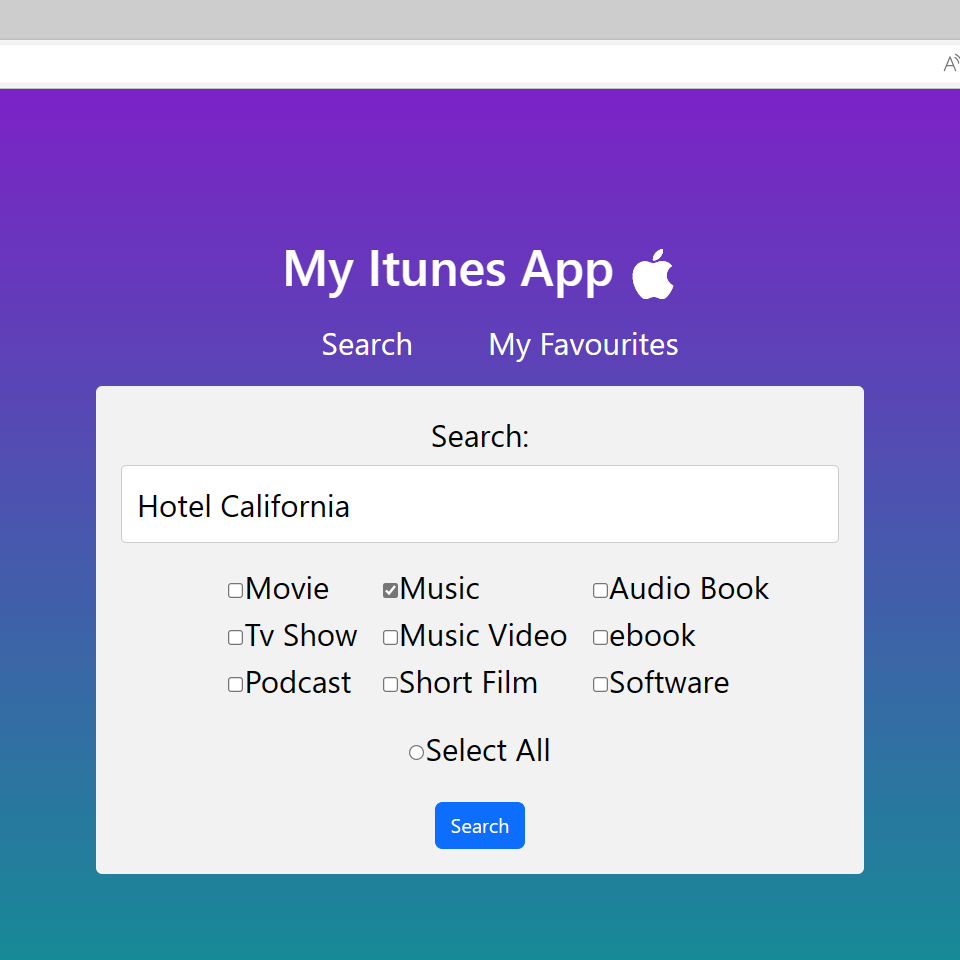 A
My Itunes App
Search My Favourites
Search:
Hotel California
Movie Music Audio Book
Tv Show Music Video ebook
Podcast Short Film Software
Select All
Search